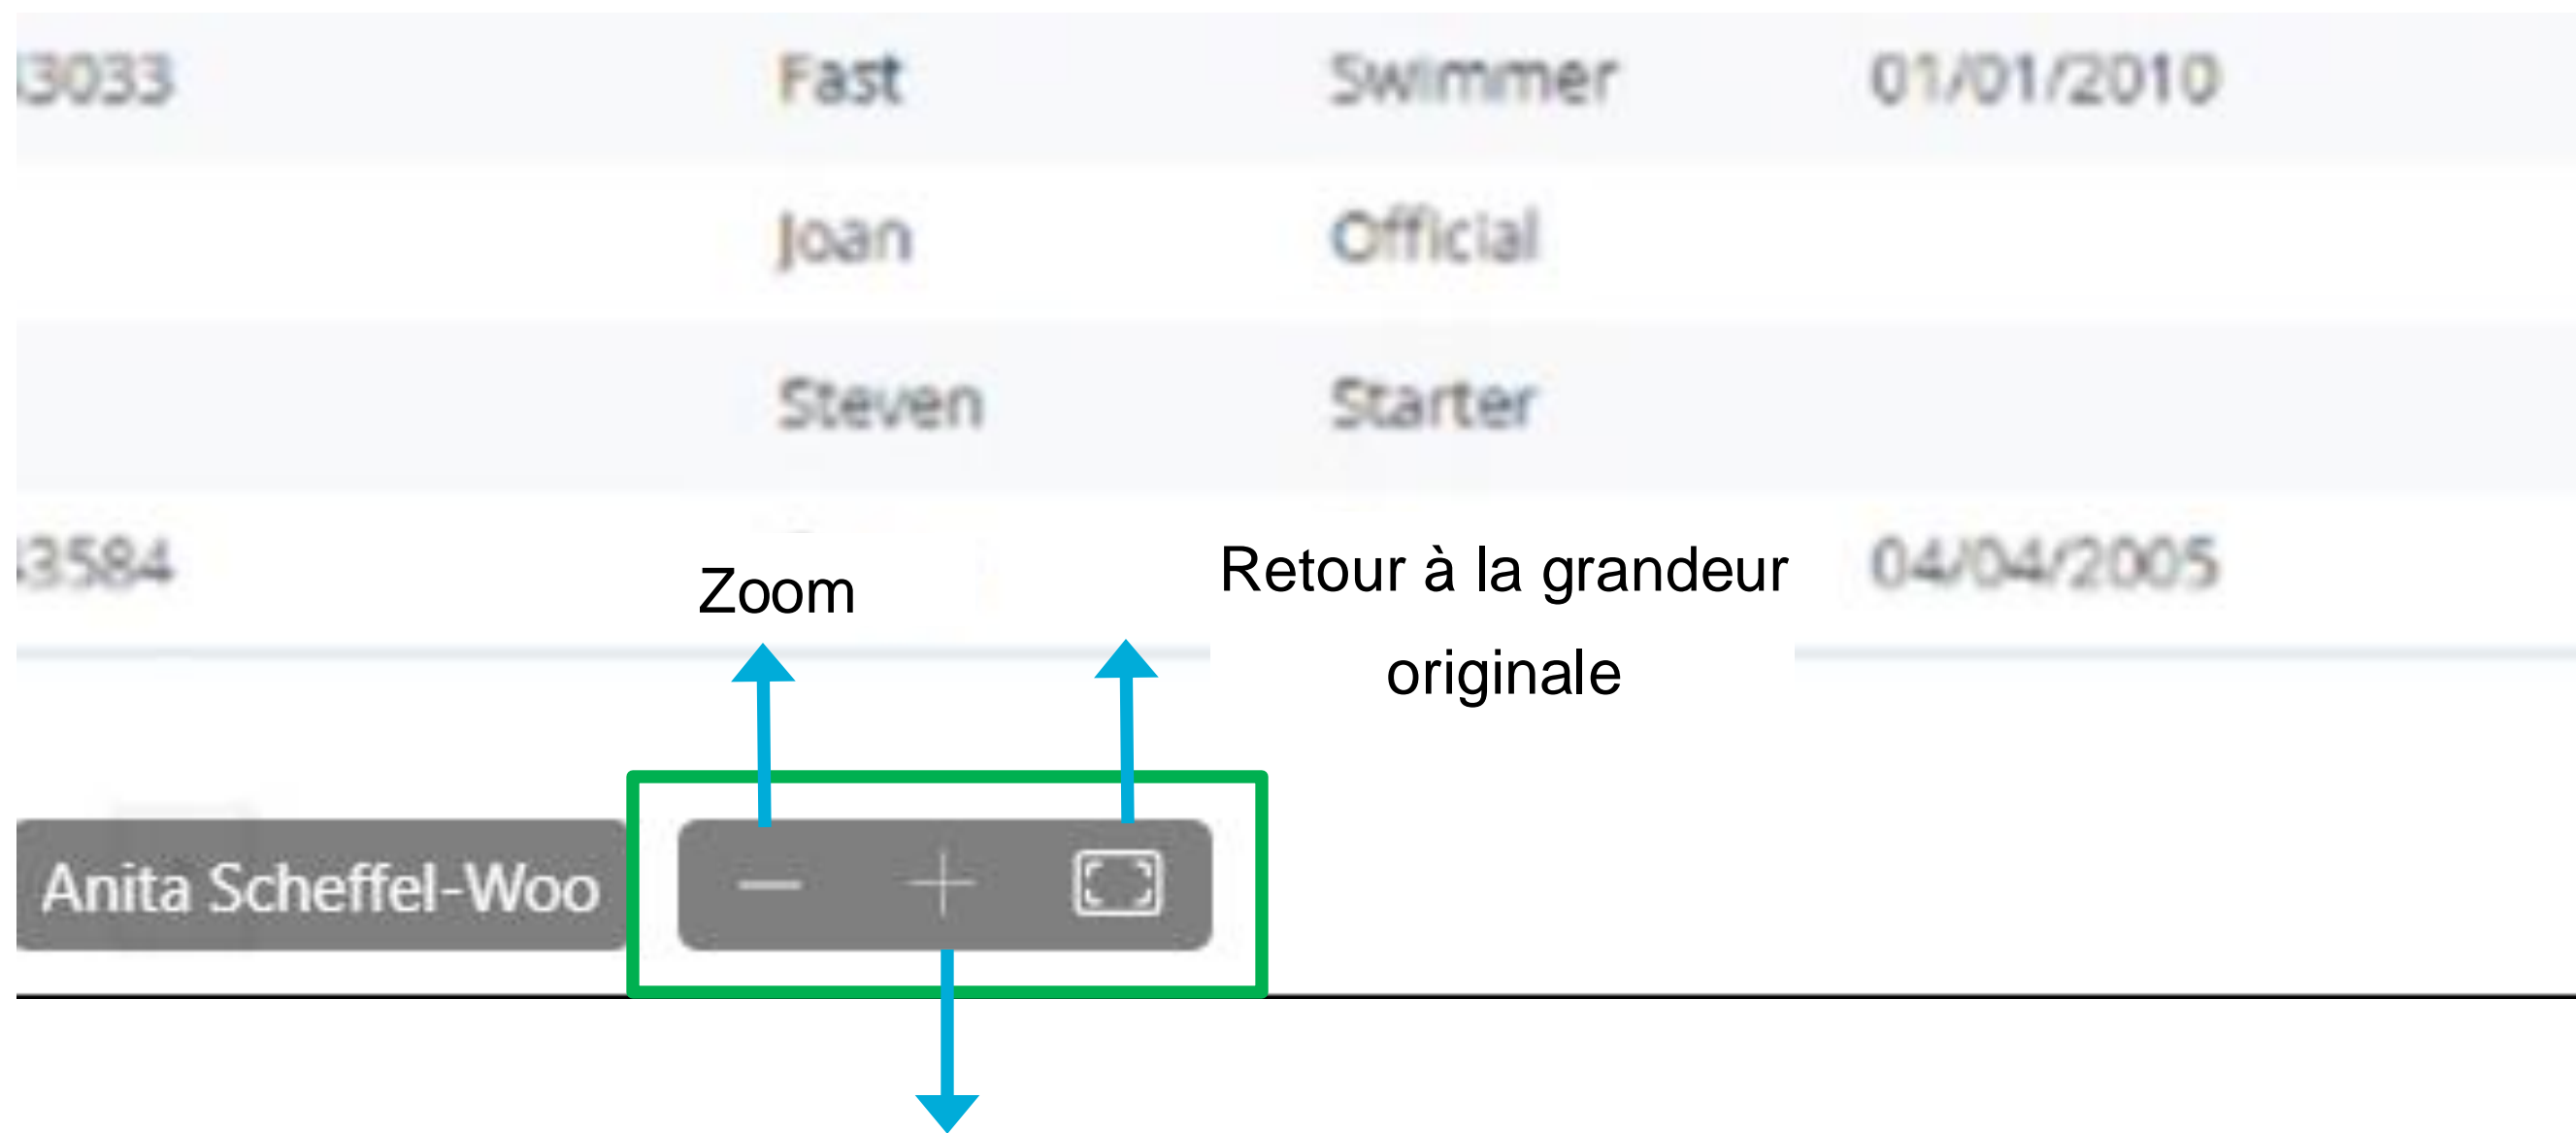 3033 Fast Swimmer 01/01/2010
Joan Official
Steven Starter
3584 04/04/2005
Zoom
Retour à la grandeur
originale
Anita Scheffel-Woo